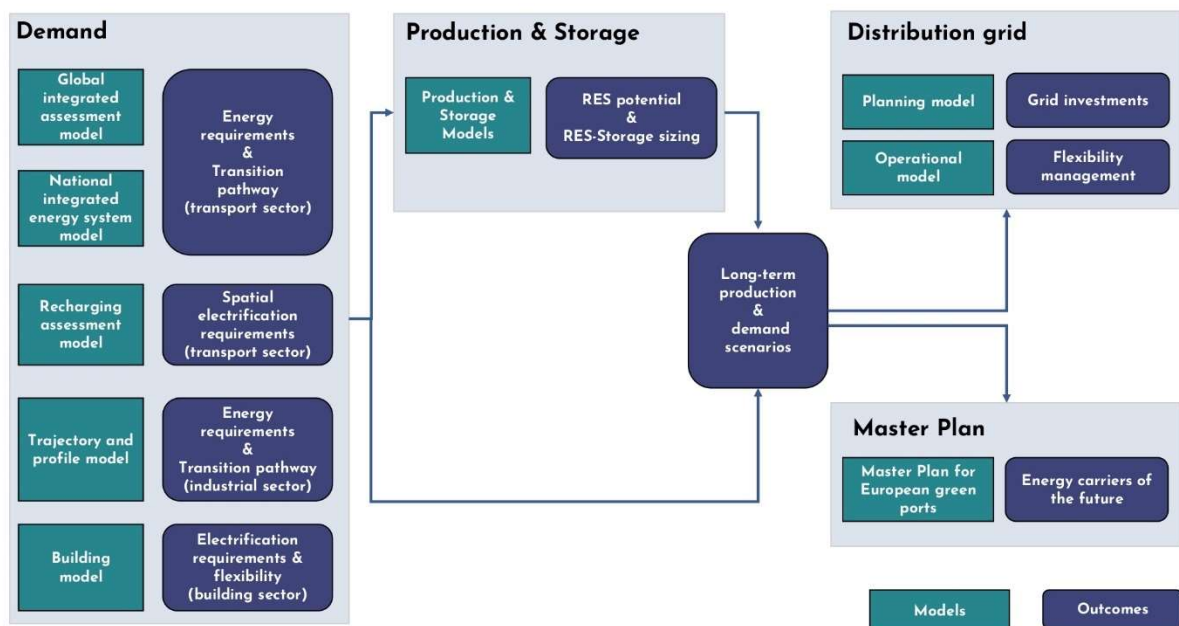 Demand
Global
integrated
assessment
model
National
integrated
energy system
model
Energy
requirements
&
Transition
pathway
(transport sector)
Recharging
assessment
model
Spatial
electrification
requirements
(transport sector)
Trajectory and
profile model
Energy
requirements
&
Transition pathway
(industrial sector)
Building
model
Electrification
requirements &
flexibility
(building sector)
Production & Storage
Production &
Storage
Models
RES potential
&
RES-Storage sizing
Long-term
production
&
demand
scenarios
Distribution grid
Planning model
Grid investments
Operational
model
Flexibility
management
Master Plan
Master Plan for
European green
ports
Energy carriers of
the future
Models
Outcomes